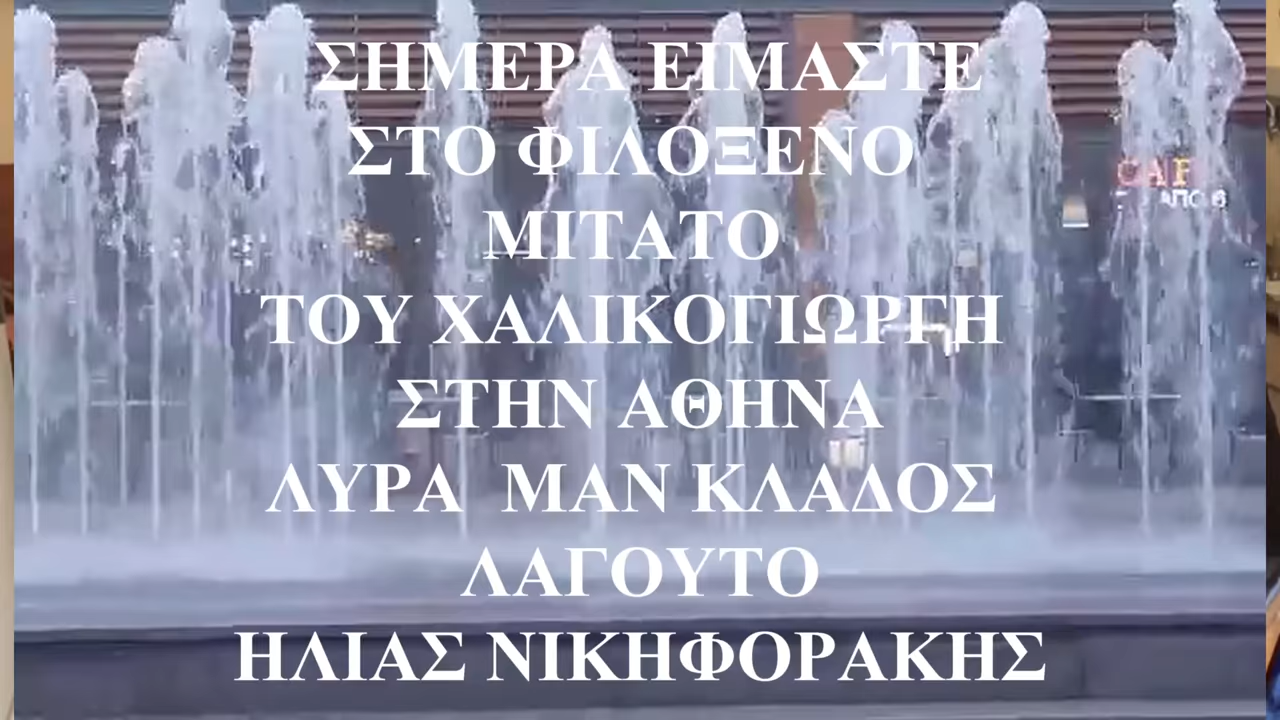 ΣΗΜΕΡΑ ΕΙΜΑΣΤΕ
ΣΤΟ ΦΙΛΟΞΕΝΟ
ΜΙΤΑΤΟ
ΤΟΥ ΧΑΛΙΚΟΓΙΩΡΓΗ
ΣΤΗΝ ΑΘΗΝΑ
ΛΥΡΑ  ΜΑΝ ΚΛΑΔΟΣ
ΛΑΓΟΥΤΟ
ΗΛΙΑΣ ΝΙΚΗΦΟΡΑΚΗΣ